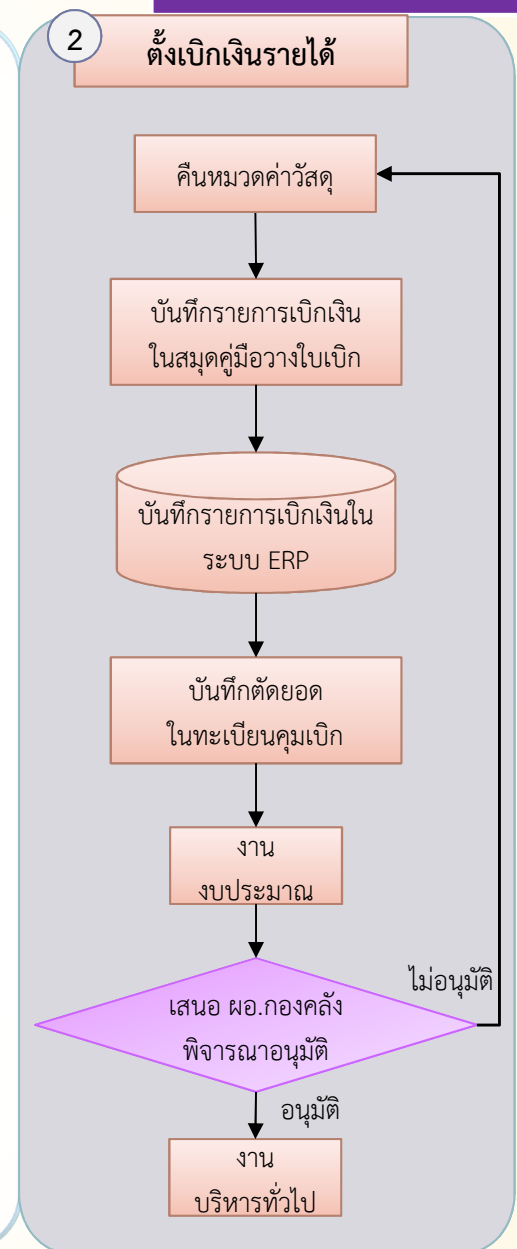 2
ตั้งเบิกเงินรายได้
คืนหมวดค่าวัสดุ
บันทึกรายการเบิกเงิน
ในสมุดคู่มือวางใบเบิก
บันทึกรายการเบิกเงินใน
ระบบ ERP
บันทึกตัดยอด
ในทะเบียนคุมเบิก
งาน
งบประมาณ
เสนอ ผอ.กองคลัง
พิจารณาอนุมัติ
ไม่อนุมัติ
อนุมัติ
งาน
บริหารทั่วไป